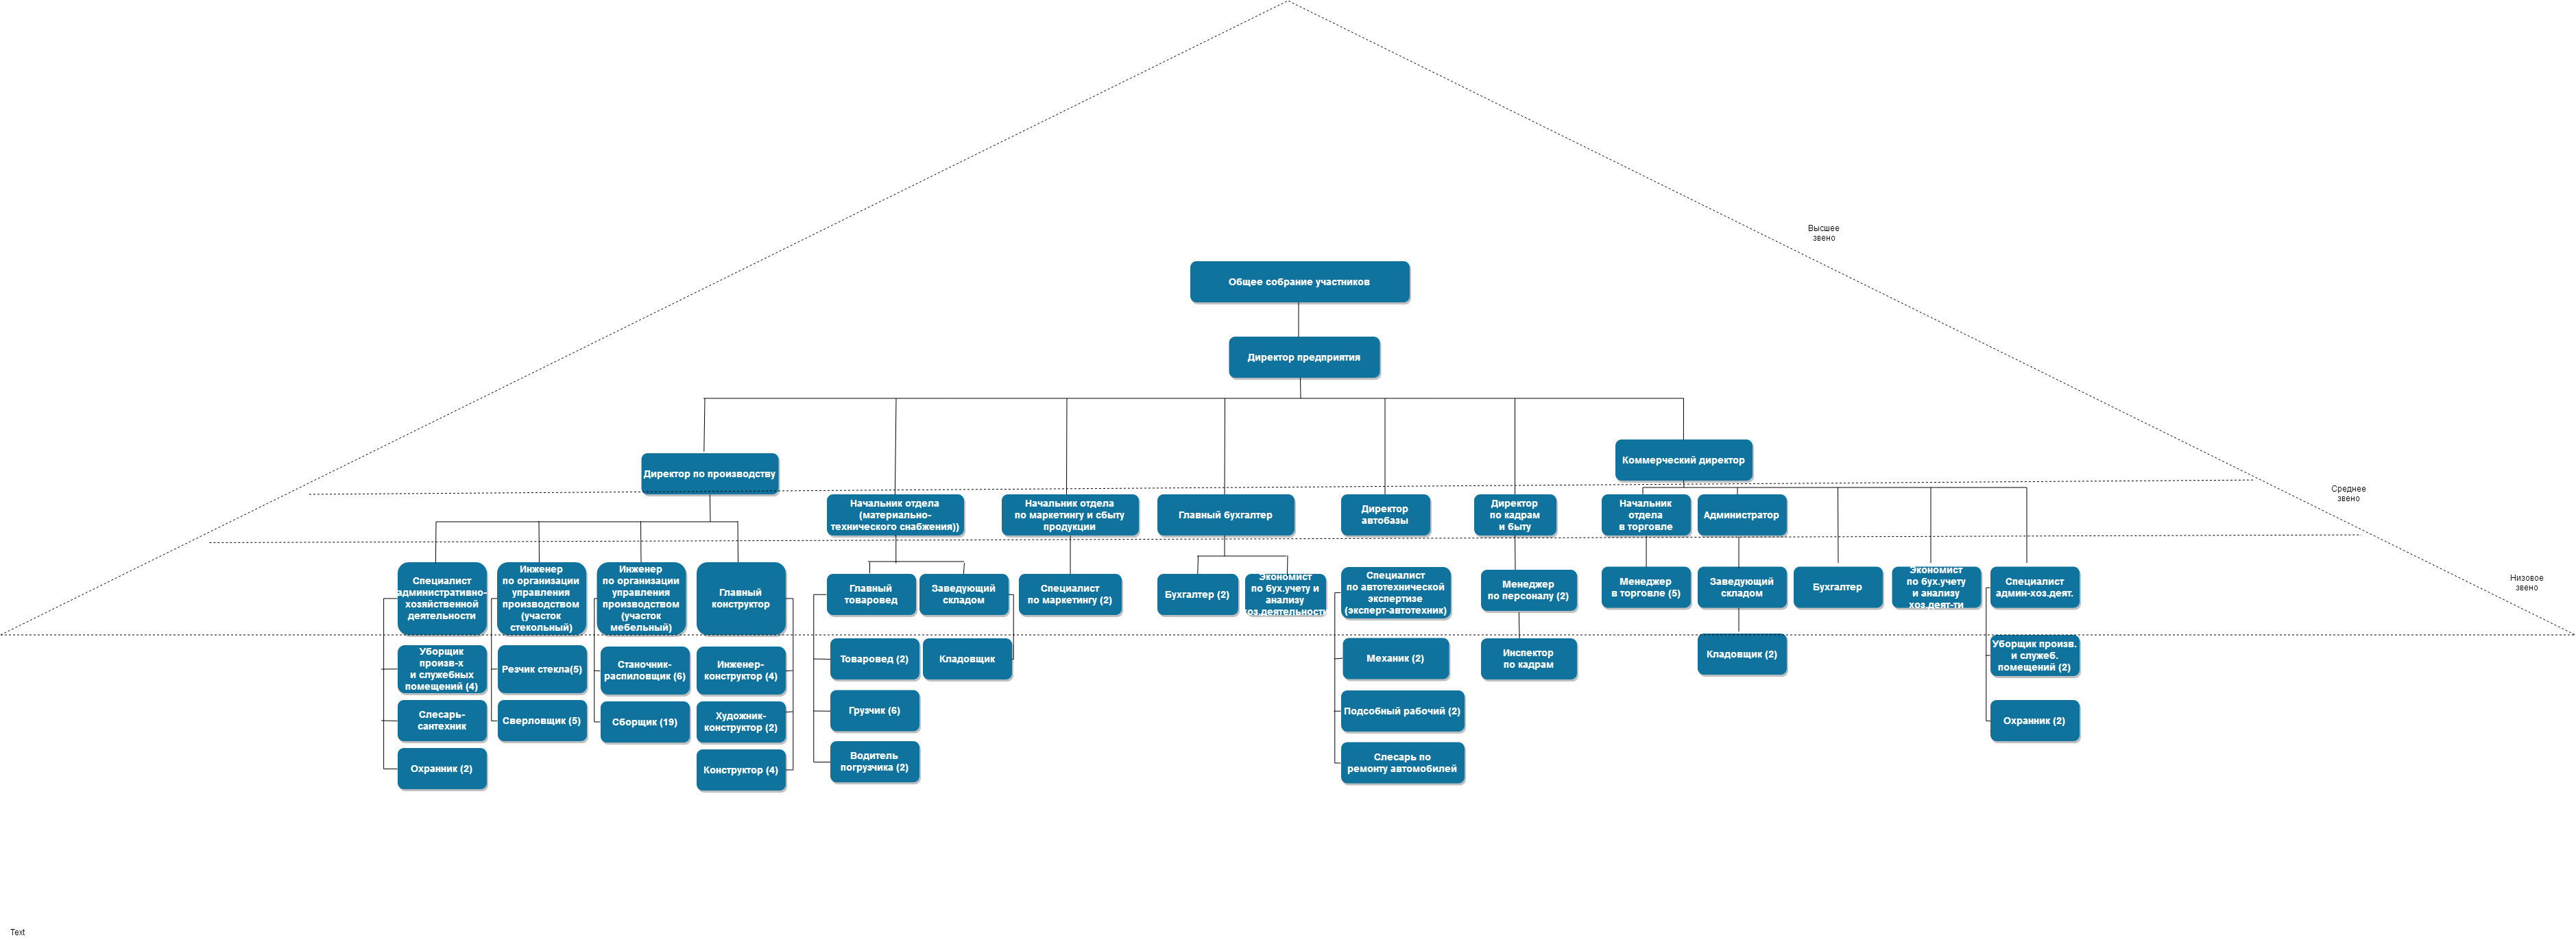 Высшее
звено
Общее собрание участников
Директор предприятия
Директор по производству
Коммерческий директор
Среднее
звено
Начальник отдела
(материально-
технического снабжения))
Начальник отдела
по маркетингу и сбыту
продукции
Главный бухгалтер
Директор
автобазы
Директор
по кадрам
и быту
Начальник
отдела
в торговле
Администратор
Низовое
звено
Специалист
административно-
хозяйственной
деятельности
Инженер
по организации
управления
производством
(участок
стекольный)
Инженер
по организации
управления
производством
(участок
мебельный)
Главный
конструктор
Главный
товаровед
Заведующий
складом
Специалист
по маркетингу (2)
Бухгалтер (2)
Экономист
по бух.учету и
анализу
хоз.деятельности
Специалист
по автотехнической
экспертизе
(эксперт-автотехник)
Менеджер
по персоналу (2)
Менеджер
в торговле (5)
Заведующий
складом
Бухгалтер
Экономист
по бух.учету
и анализу
хоз.деят-ти
Специалист
админ-хоз.деят.
Уборщик
произв-х
и служебных
помещений (4)
Резчик стекла(5)
Станочник-
распиловщик (6)
Инженер-
конструктор (4)
Товаровед (2)
Кладовщик
Механик (2)
Инспектор
по кадрам
Кладовщик (2)
Уборщик произв.
и служеб.
помещений (2)
Слесарь-
сантехник
Сверловщик (5)
Сборщик (19)
Художник-
конструктор (2)
Грузчик (6)
Подсобный рабочий (2)
Охранник (2)
Охранник (2)
Конструктор (4)
Водитель
погрузчика (2)
Слесарь по
ремонту автомобилей
Text